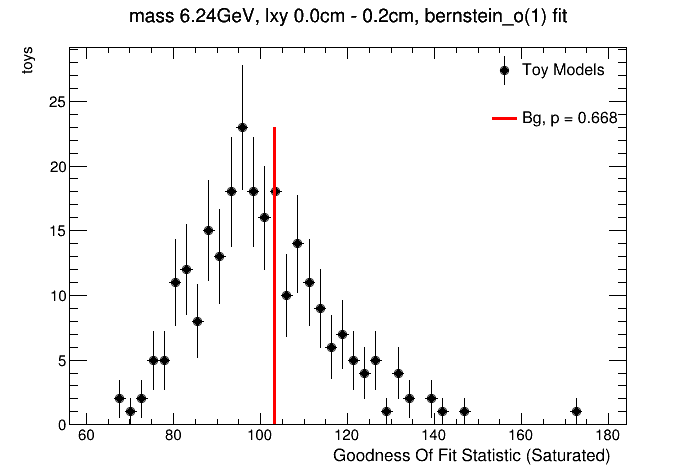 mass 6.24GeV, lxy 0.0cm - 0.2cm, bernstein_o(1) fit
toys
Toy Models
Bg, p = 0.668
25
20
15
10
5
0
60 80 100 120 140 160 180
Goodness Of Fit Statistic (Saturated)